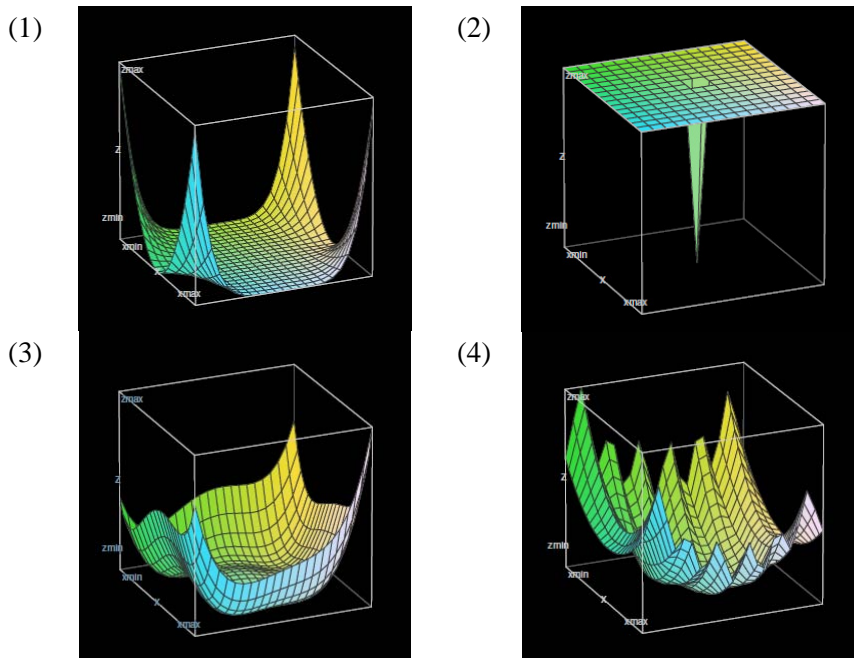 (1)
zmax
z
zmin
xmin
x
xmax
(2)
zmax
z
zmin
xmin
x
xmax
(3)
zmax
z
zmin
xmin
x
xmax
(4)
zmax
z
zmin
xmin
x
xmax